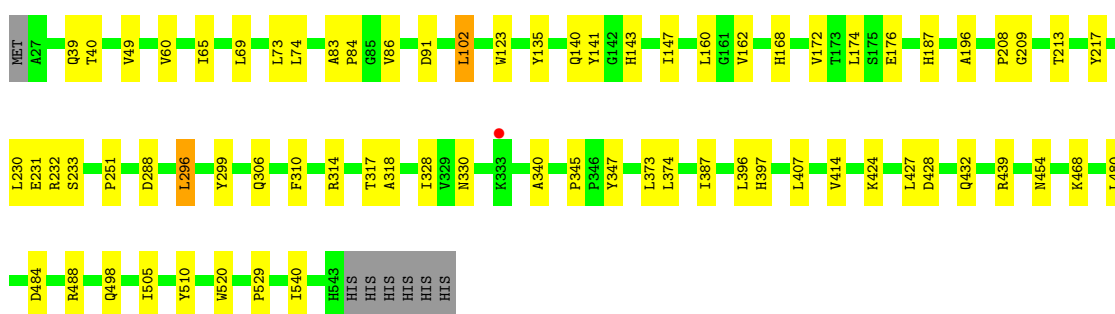 MET A27 Q39 T40 V49 V60 I65 L69 L73 L74 A83 P84 G85 V86 D91 L102 W123 Y135 Q140 Y141 G142 H143 I147 L160 G161 V162 H168 V172 T173 L174 S175 E176 H187 A196 P208 G209 T213 Y217
L230 E231 R232 S233 P251 D288 L296 Y299 Q306 F310 R314 T317 A318 I328 V329 N330 K333 A340 P345 P346 Y347 L373 L374 I387 L396 H397 L407 V414 K424 L427 D428 Q432 R439 N454 K468
D484 R488 Q498 I505 Y510 W520 P529 I540 H543 HIS HIS HIS HIS HIS HIS